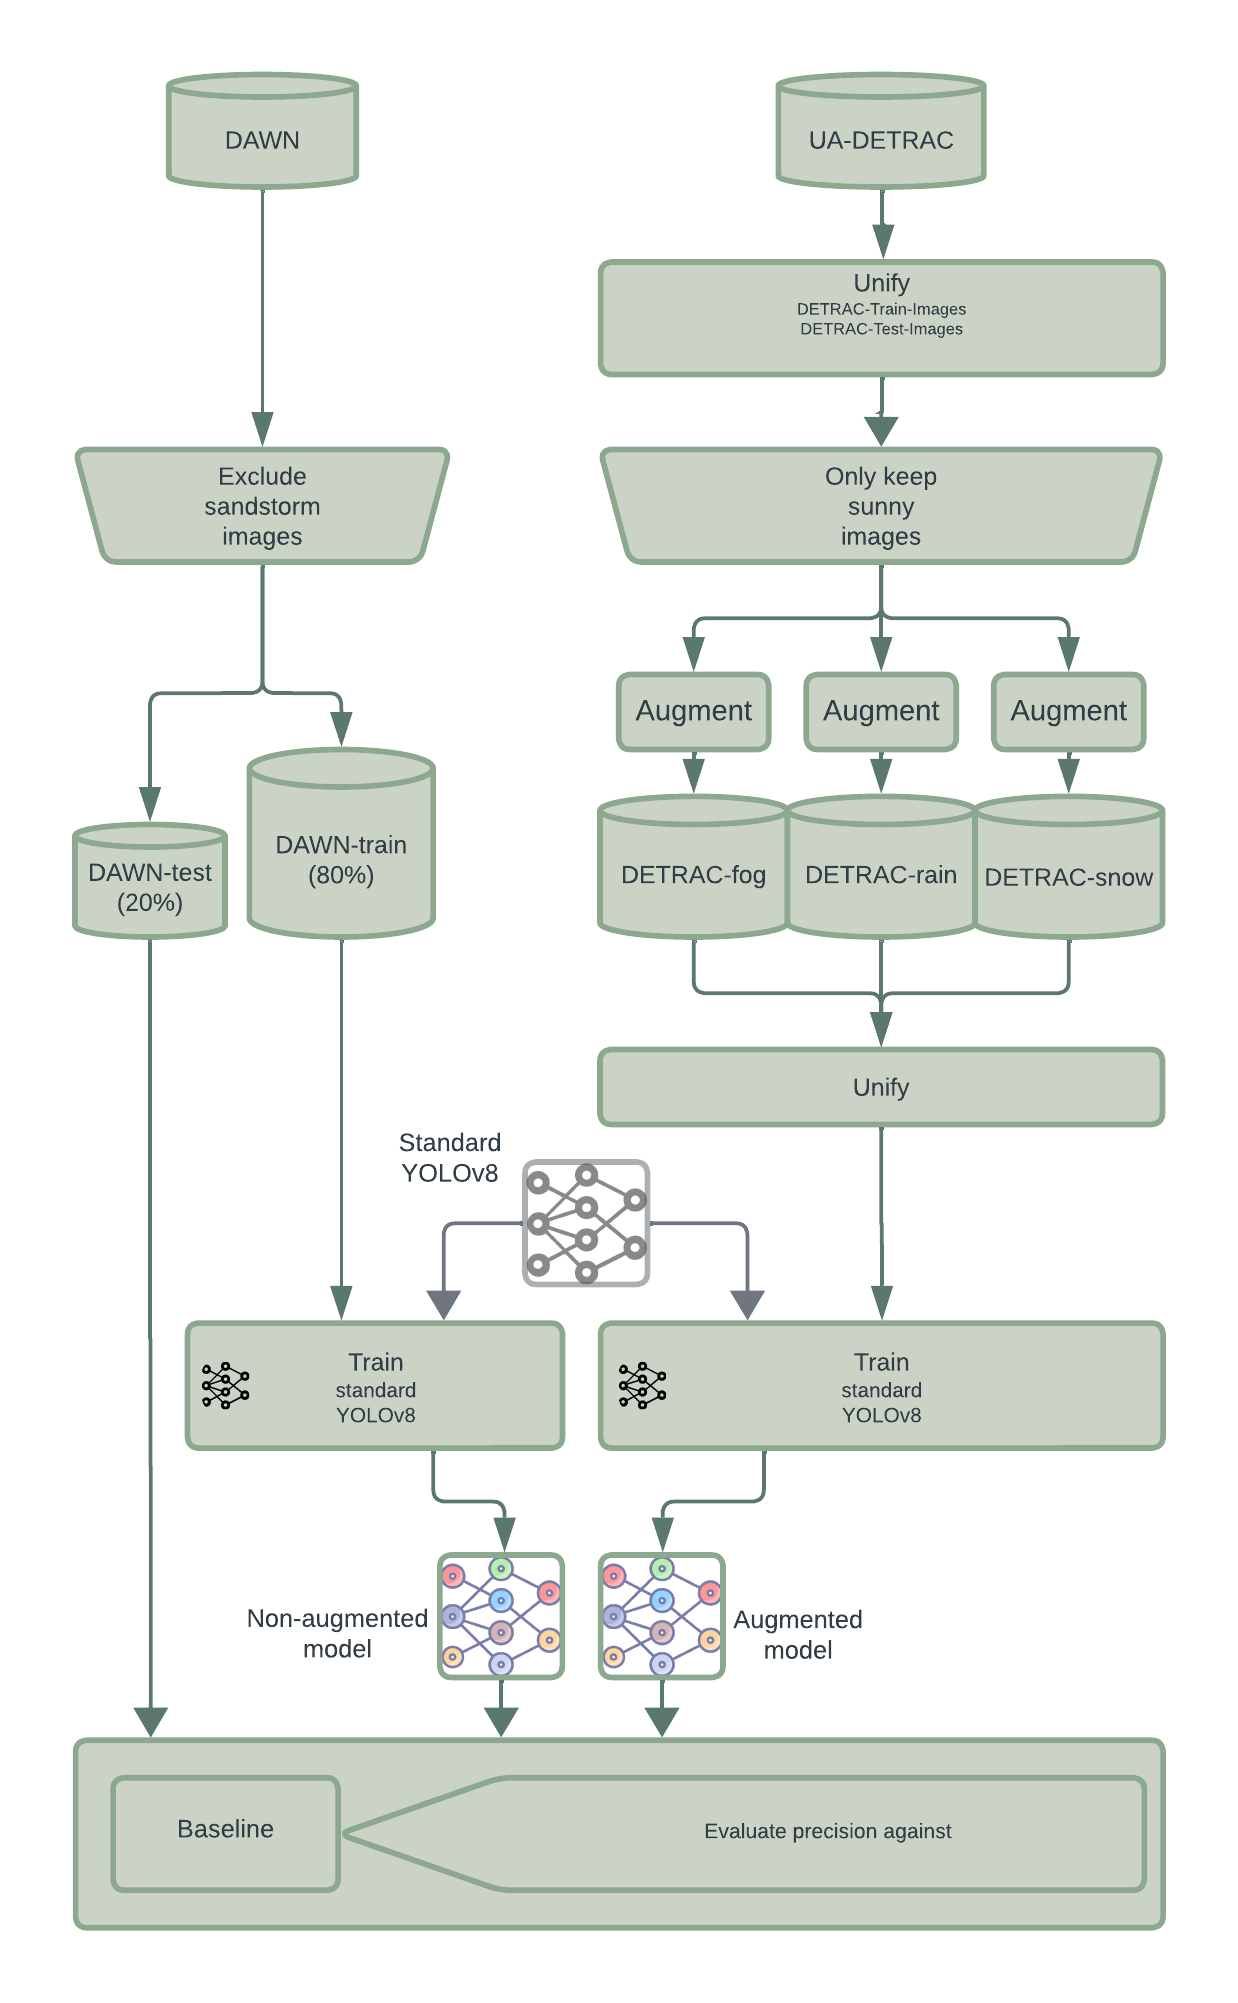 DAWN
UA-DETRAC
Unify
DETRAC-Train-Images
DETRAC-Test-Images
Exclude
sandstorm
images
Only keep
sunny
images
Augment
Augment
Augment
DAWN-test
(20%)
DAWN-train
(80%)
DETRAC-fog
DETRAC-rain
DETRAC-snow
Unify
Standard
YOLOv8
Train
standard
YOLOv8
Train
standard
YOLOv8
Non-augmented
model
Augmented
model
Baseline
Evaluate precision against